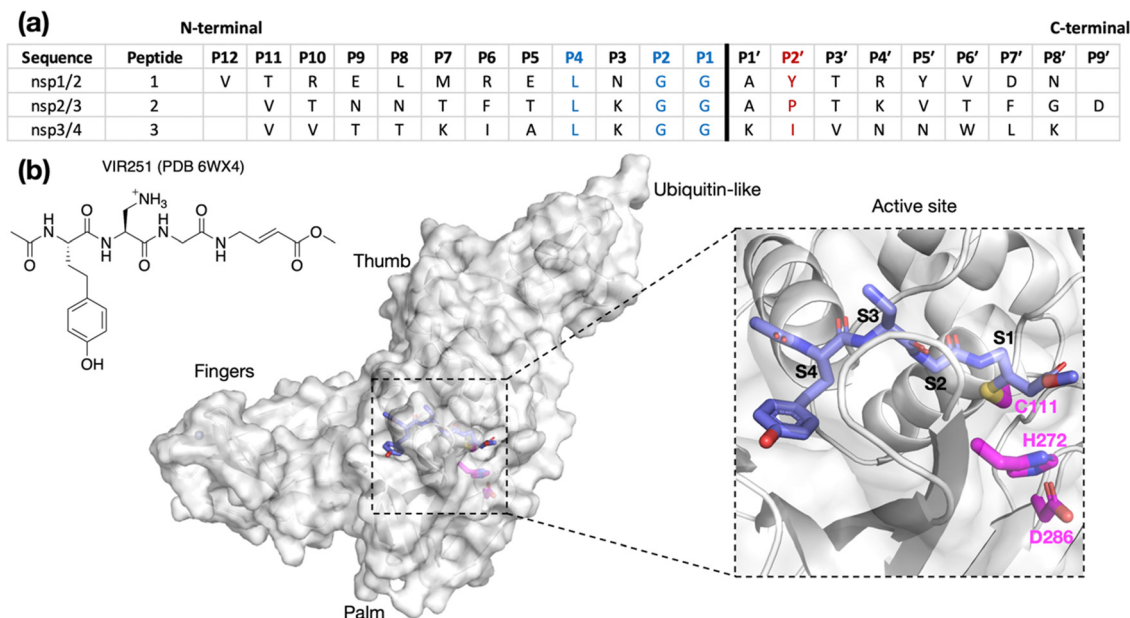 (a)
N-terminal C-terminal
Sequence Peptide P12 P11 P10 P9 P8 P7 P6 P5 P4 P3 P2 P1 P1′ P2′ P3′ P4′ P5′ P6′ P7′ P8′ P9′
nsp1/2 1 V T R E L M R E L N G G A Y T R Y V D N
nsp2/3 2 V T N N T F T L K G G A P T K V T F G D
nsp3/4 3 V V T T K I A L K G G K I V N N W L K
(b)
VIR251 (PDB 6WX4)
+
NH3
H
N
O
H
N
O
OH
O
H
N
O
N
H
O
N
H
O
O
Ubiquitin-like
Thumb
Fingers
Palm
Active site
S3
S1
S4
S2
C111
H272
D286